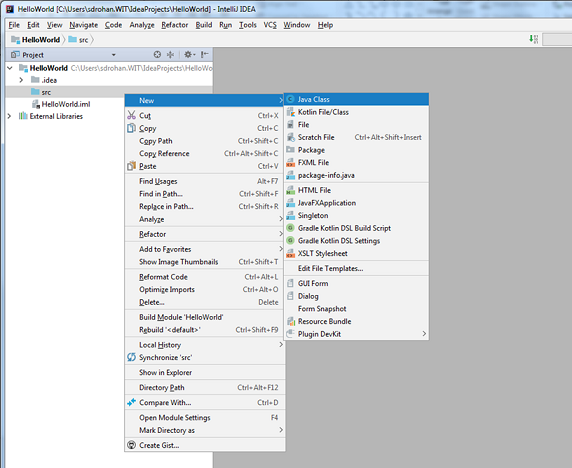 HelloWorld [C:\Users\sdrohan.WIT\IdeaProjects\HelloWorld] - IntelliJ IDEA
File Edit View Navigate Code Analyze Refactor Build Run Tools VCS Window Help
HelloWorld src
Project
HelloWorld C:\Users\sdrohan.WIT\IdeaProjects\HelloWo
.idea
src
HelloWorld.iml
External Libraries
New
Cut Ctrl+X
Copy Ctrl+C
Copy Path Ctrl+Shift+C
Copy Reference Ctrl+Alt+Shift+C
Paste Ctrl+V
Find Usages Alt+F7
Find in Path... Ctrl+Shift+F
Replace in Path... Ctrl+Shift+R
Analyze
Refactor
Add to Favorites
Show Image Thumbnails Ctrl+Shift+T
Reformat Code Ctrl+Alt+L
Optimize Imports Ctrl+Alt+O
Delete... Delete
Build Module 'HelloWorld'
Rebuild '<default>' Ctrl+Shift+F9
Local History
Synchronize 'src'
Show in Explorer
Directory Path Ctrl+Alt+F12
Compare With... Ctrl+D
Open Module Settings F4
Mark Directory as
Create Gist...
Java Class
Kotlin File/Class
File
Scratch File Ctrl+Alt+Shift+Insert
Package
FXML File
package-info.java
HTML File
JavaFXApplication
Singleton
Gradle Kotlin DSL Build Script
Gradle Kotlin DSL Settings
XSLT Stylesheet
Edit File Templates...
GUI Form
Dialog
Form Snapshot
Resource Bundle
Plugin DevKit